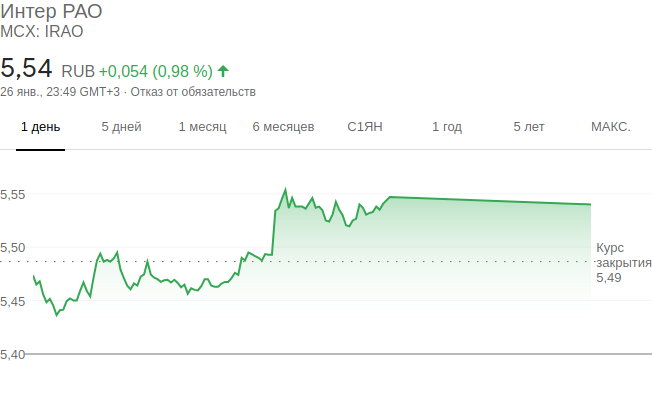 Интер РАО
MCX: IRAO
5,54 RUB +0,054 (0,98 %)
26 янв., 23:49 GMT+3 · Отказ от обязательств
1 день 5 дней 1 месяц 6 месяцев С1ЯН 1 год 5 лет МАКС.
5,55
5,50
Курс
закрытия
5,49
5,45
5,40